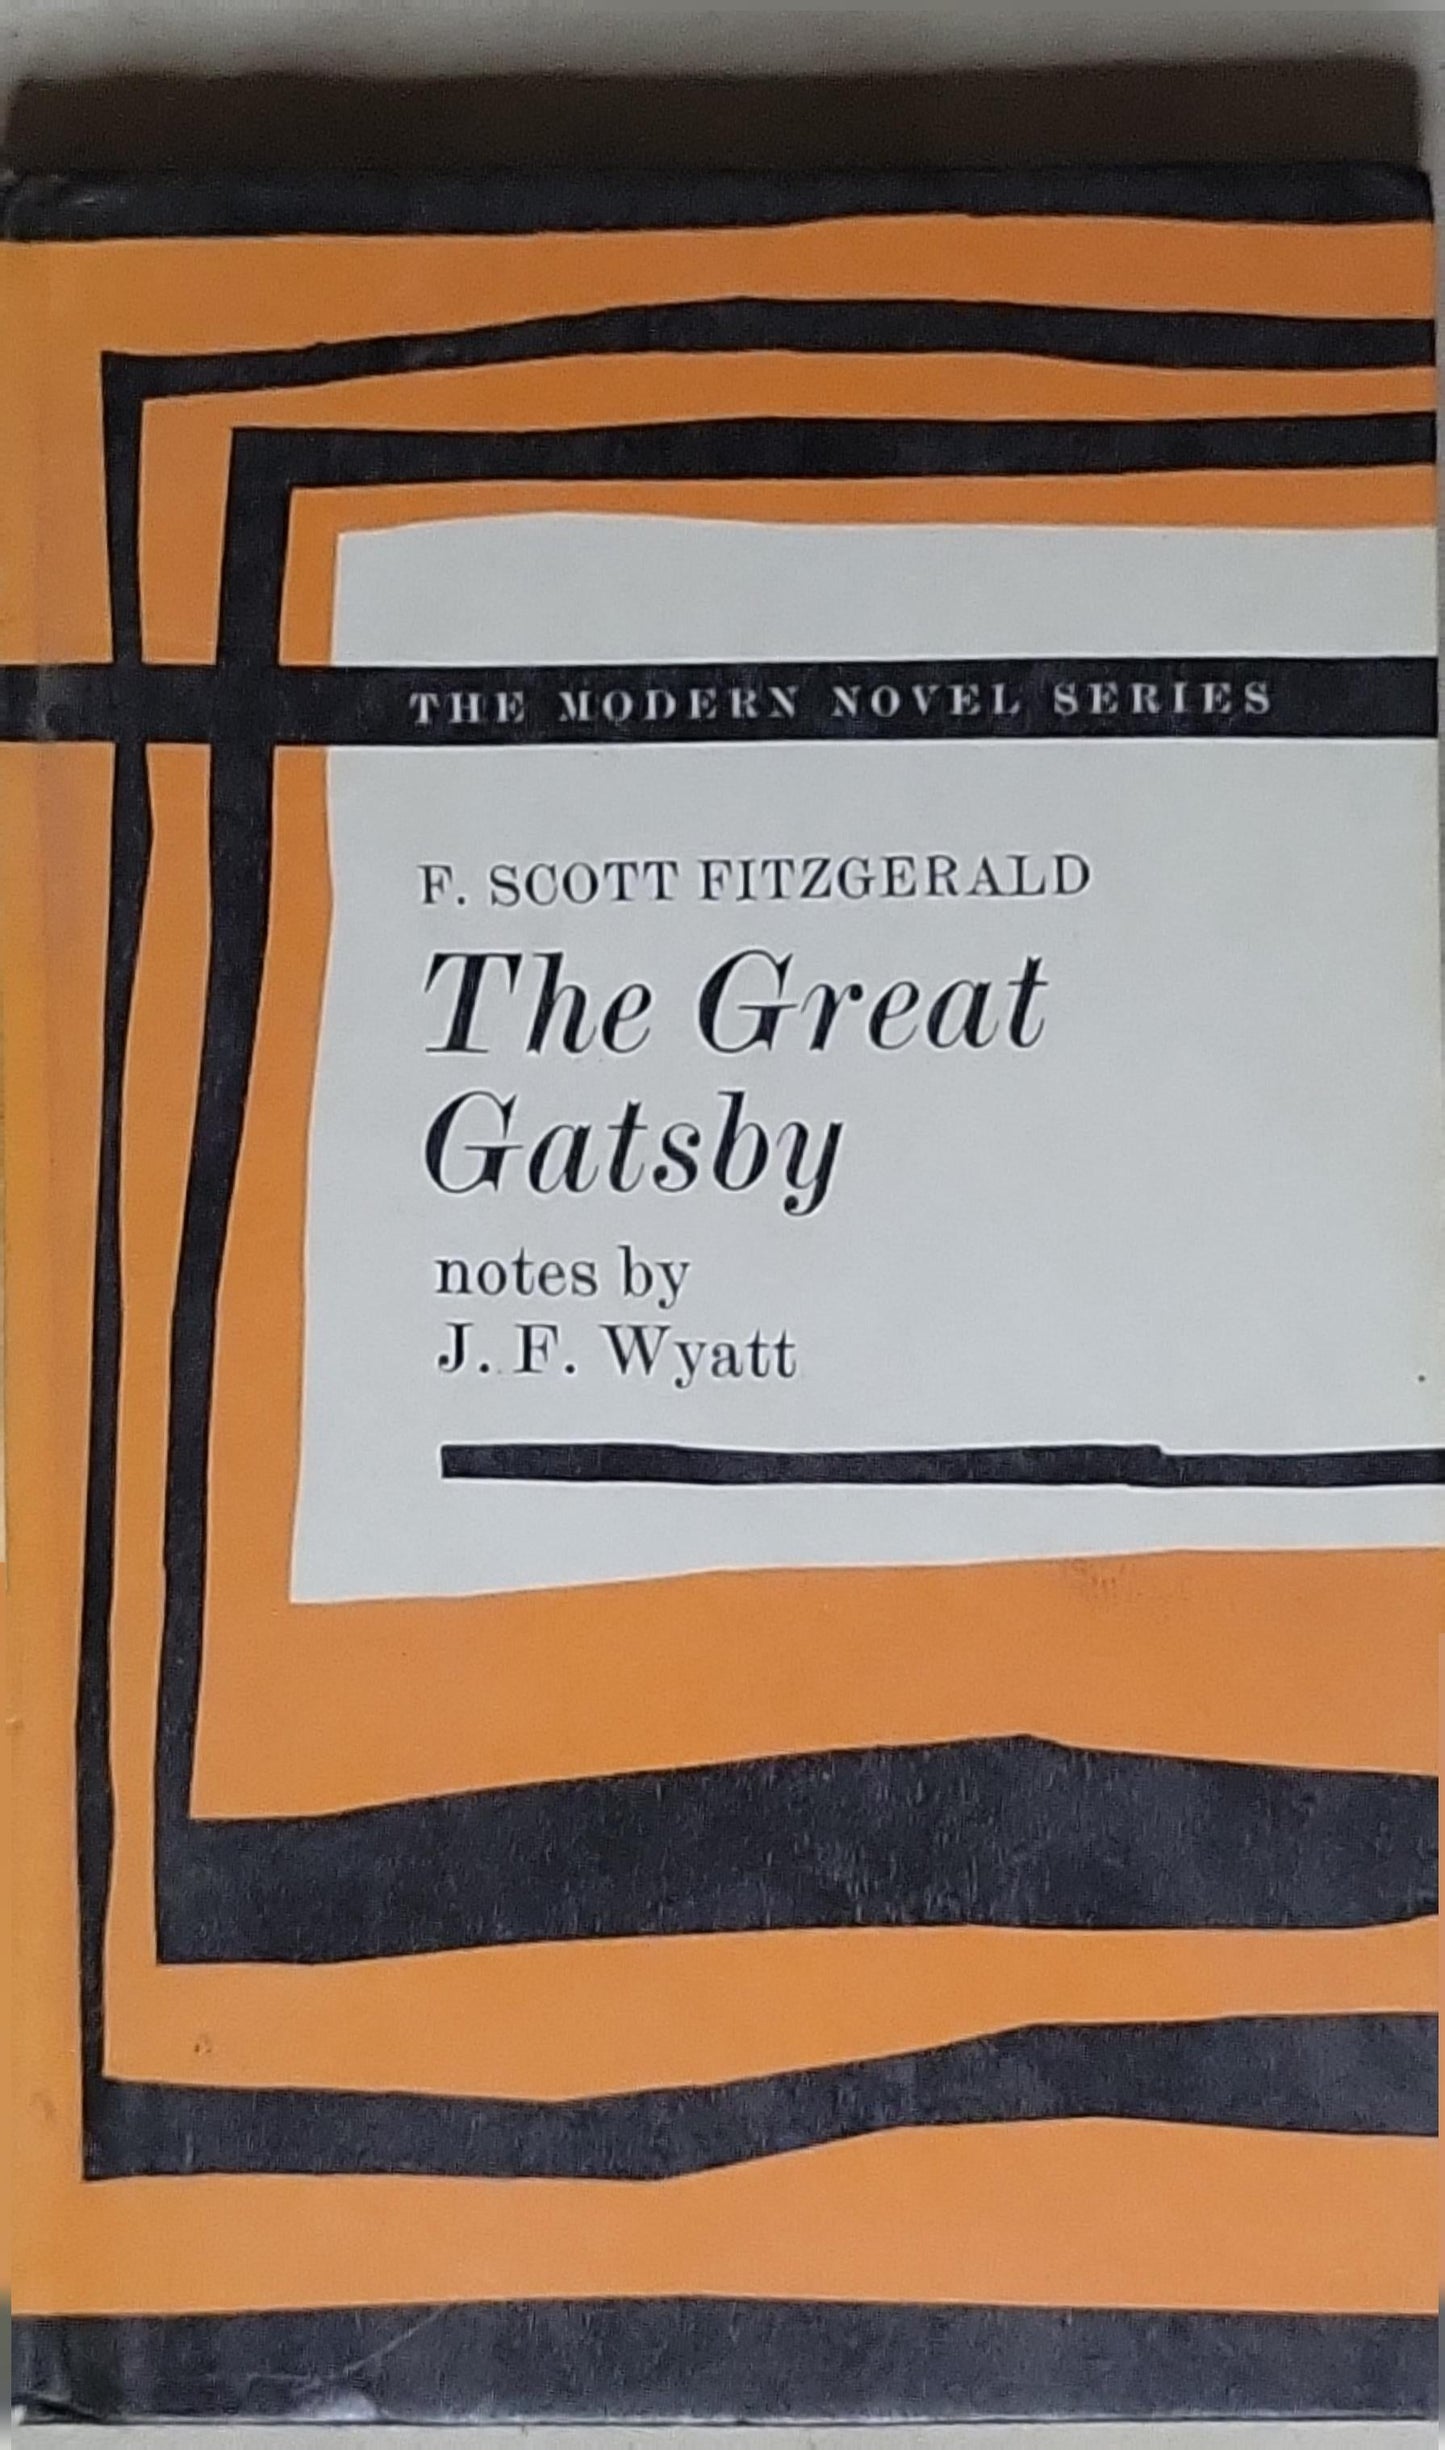 THE MODERN NOVEL SERIES
F. SCOTT FITZGERALD
The Great
Gatsby
notes by
J. F. Wyatt